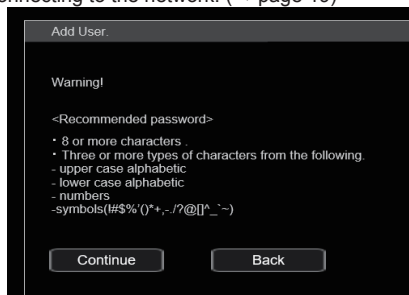 connecting to the network.
page
Add User.
Warning!
<Recommended password>
・8 or more characters .
・Three or more types of characters from the following.
- upper case alphabetic
- lower case alphabetic
- numbers
-symbols(!#$%'()*+,-./?@[]^_`~)
Continue
Back